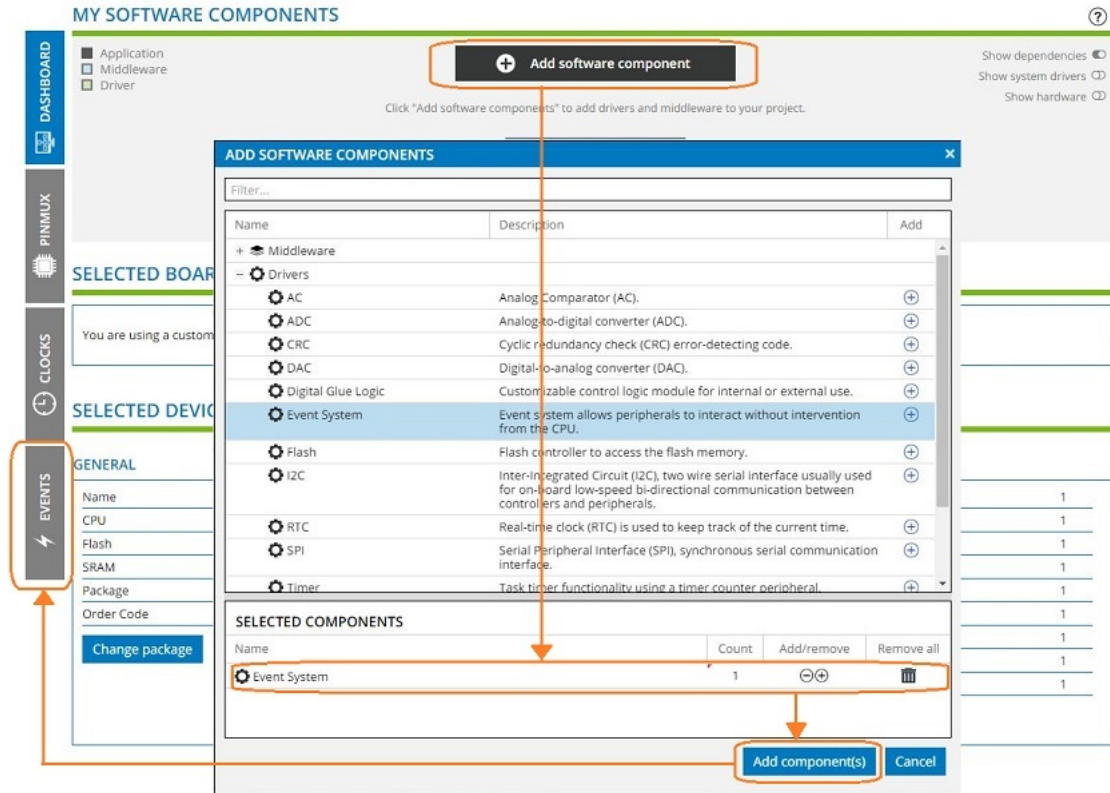 MY SOFTWARE COMPONENTS
?
DASHBOARD
PINMUX
CLOCKS
EVENTS
Application
Middleware
Driver
Add software component
Click "Add software components" to add drivers and middleware to your project.
Show dependencies
Show system drivers
Show hardware
SELECTED BOAR
You are using a custom
SELECTED DEVIC
GENERAL
Name 1
CPU 1
Flash 1
SRAM 1
Package 1
Order Code 1
1
1
1
Change package
ADD SOFTWARE COMPONENTS ×
Filter...
Name Description Add
+ Middleware
− Drivers
AC Analog Comparator (AC).
ADC Analog-to-digital converter (ADC).
CRC Cyclic redundancy check (CRC) error-detecting code.
DAC Digital-to-analog converter (DAC).
Digital Glue Logic Customizable control logic module for internal or external use.
Event System Event system allows peripherals to interact without intervention
from the CPU.
Flash Flash controller to access the flash memory.
I2C Inter-Integrated Circuit (I2C), two wire serial interface usually used
for on-board low-speed bi-directional communication between
controllers and peripherals.
RTC Real-time clock (RTC) is used to keep track of the current time.
SPI Serial Peripheral Interface (SPI), synchronous serial communication
interface.
Timer Task timer functionality using a timer counter peripheral.
SELECTED COMPONENTS
Name Count Add/remove Remove all
Event System 1
Add component(s) Cancel